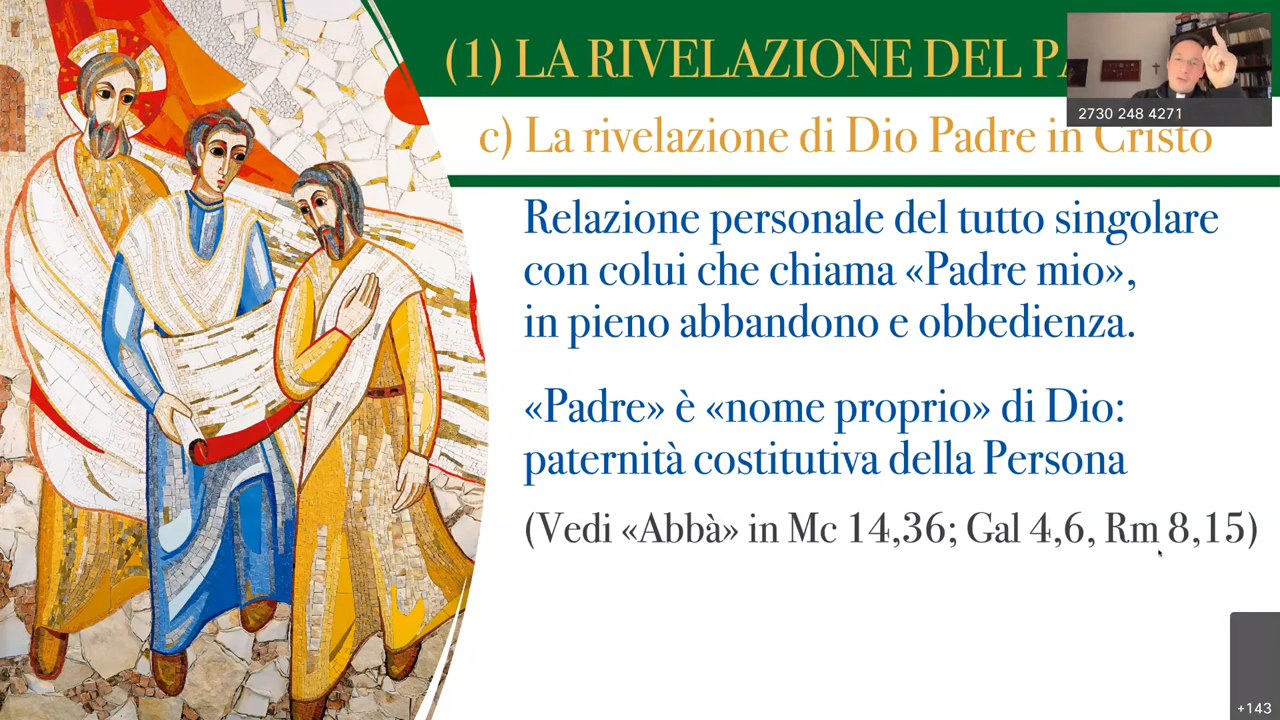 (1) LA RIVELAZIONE DEL
2730 248 4271
c) La rivelazione di Dio Padre in Cristo
Relazione personale del tutto singolare
con colui che chiama «Padre mio»,
in pieno abbandono e obbedienza.
«Padre» è «nome proprio» di Dio:
paternità costitutiva della Persona
(Vedi «Abbà» in Mc 14,36; Gal 4,6, Rm 8,15)
+143